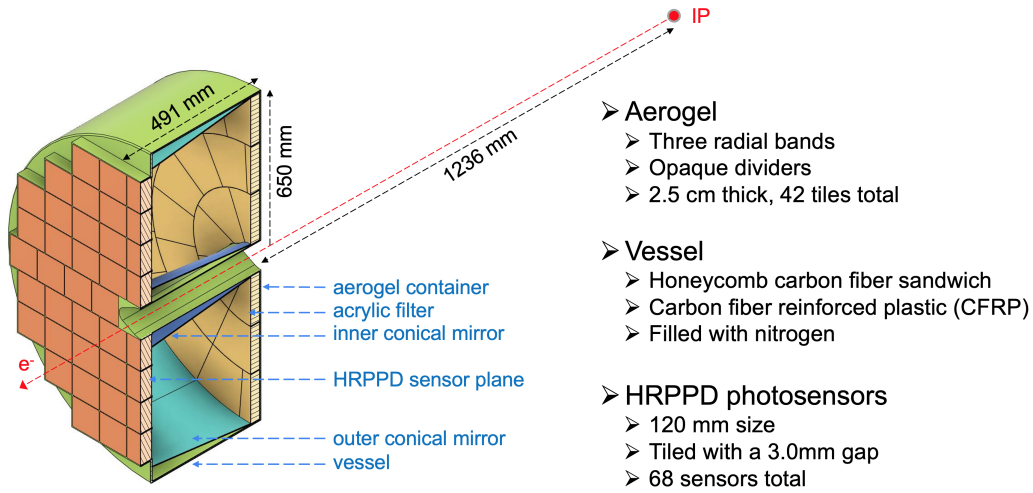 IP
491 mm
650 mm
1236 mm
aerogel container
acrylic filter
inner conical mirror
e-
HRPPD sensor plane
outer conical mirror
vessel
➢ Aerogel
➢ Three radial bands
➢ Opaque dividers
➢ 2.5 cm thick, 42 tiles total
➢ Vessel
➢ Honeycomb carbon fiber sandwich
➢ Carbon fiber reinforced plastic (CFRP)
➢ Filled with nitrogen
➢ HRPPD photosensors
➢ 120 mm size
➢ Tiled with a 3.0mm gap
➢ 68 sensors total